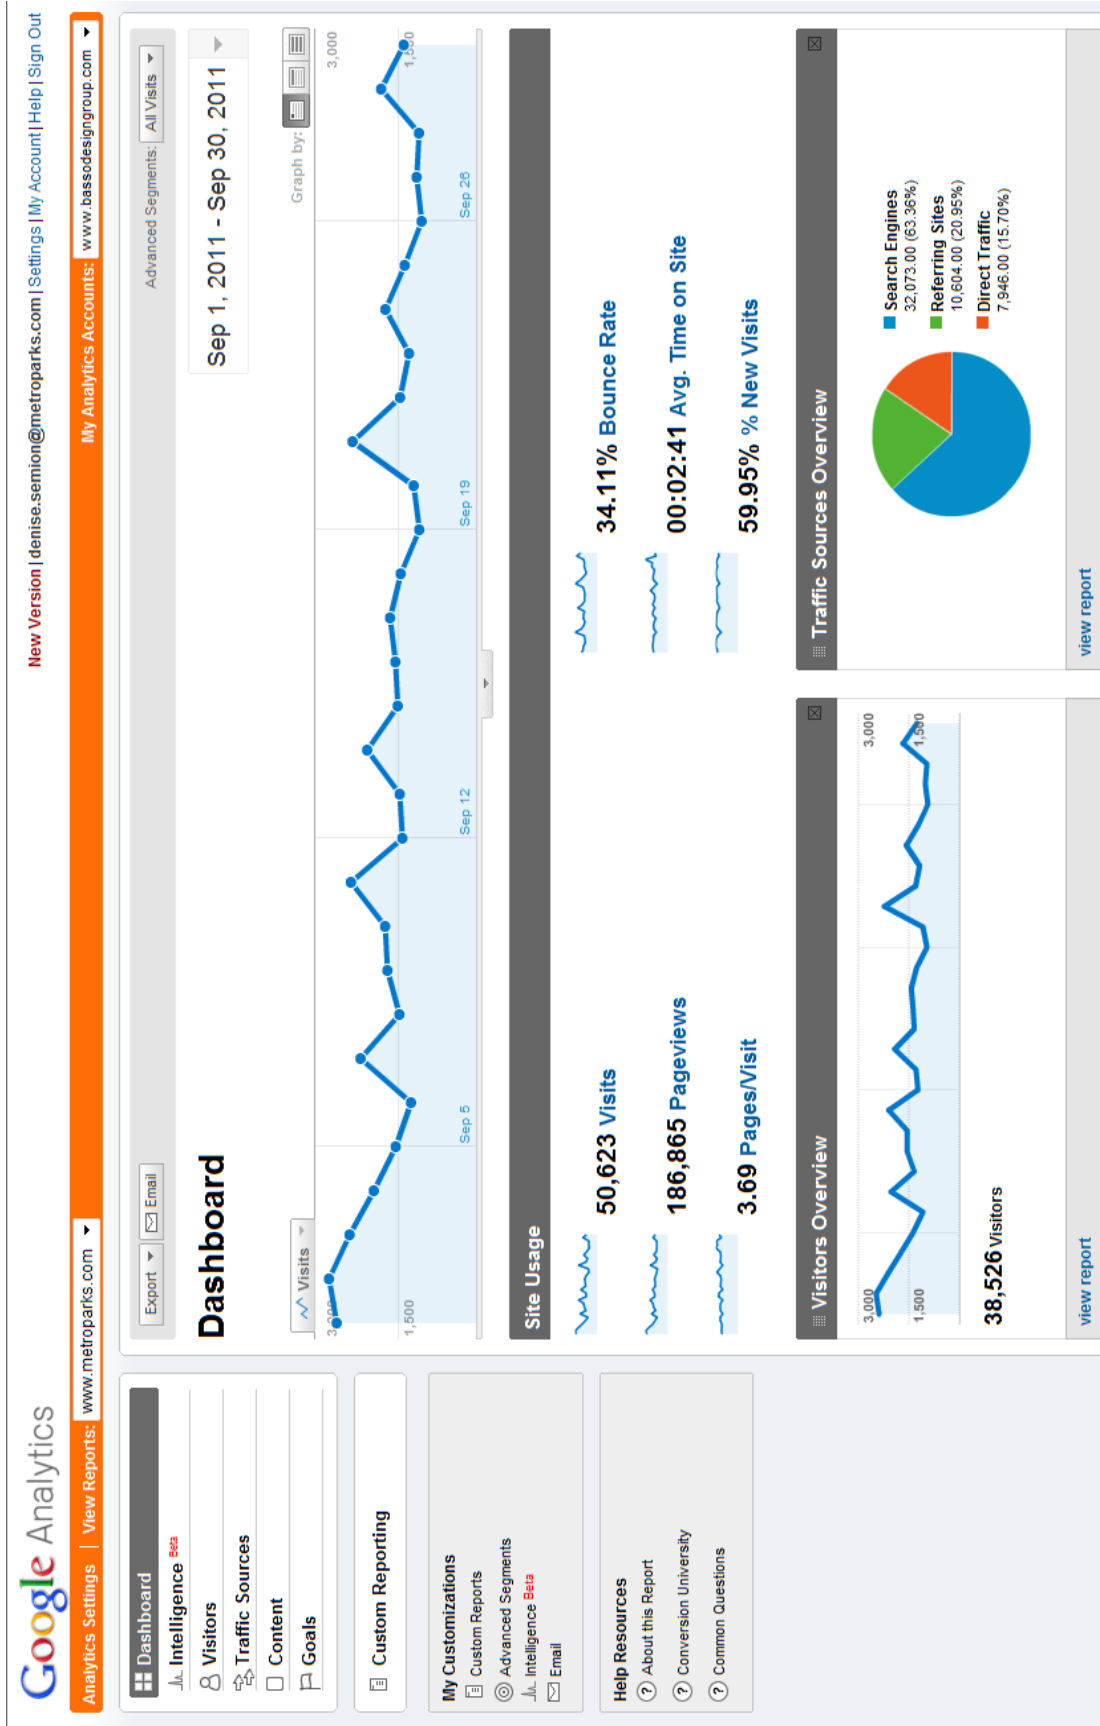 Google Analytics
New Version | denise.semion@metroparks.com | Settings | My Account | Help | Sign Out
Analytics Settings | View Reports: www.metroparks.com
My Analytics Accounts: www.bassodesigngroup.com
Dashboard
Intelligence Beta
Visitors
Traffic Sources
Content
Goals
Custom Reporting
My Customizations
Custom Reports
Advanced Segments
Intelligence Beta
Email
Help Resources
About this Report
Conversion University
Common Questions
Export
Email
Advanced Segments: All Visits
Dashboard
Sep 1, 2011 - Sep 30, 2011
Visits
Graph by:
3,000
3,000
1,500
1,500
Sep 5
Sep 12
Sep 19
Sep 26
Site Usage
50,623 Visits
186,865 Pageviews
3.69 Pages/Visit
34.11% Bounce Rate
00:02:41 Avg. Time on Site
59.95% % New Visits
Visitors Overview
3,000
3,000
1,500
1,500
38,526 Visitors
view report
Traffic Sources Overview
Search Engines
32,073.00 (63.36%)
Referring Sites
10,604.00 (20.95%)
Direct Traffic
7,946.00 (15.70%)
view report